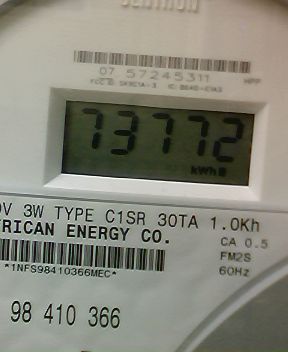 07 57245311
73772
kWh
3W TYPE C1SR 30TA 1.0Kh
RICAN ENERGY CO.
CA 0.5
FM2S
60Hz
*1NFS98410366MEC*
98 410 366